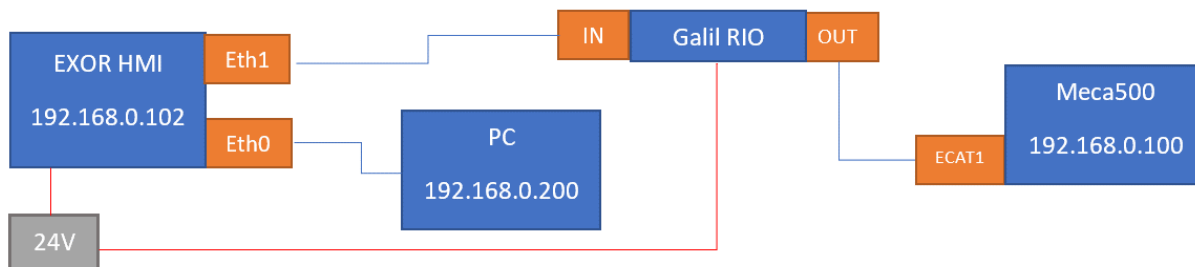 EXOR HMI
192.168.0.102
Eth1
Eth0
IN
Galil RIO
OUT
PC
192.168.0.200
Meca500
192.168.0.100
ECAT1
24V